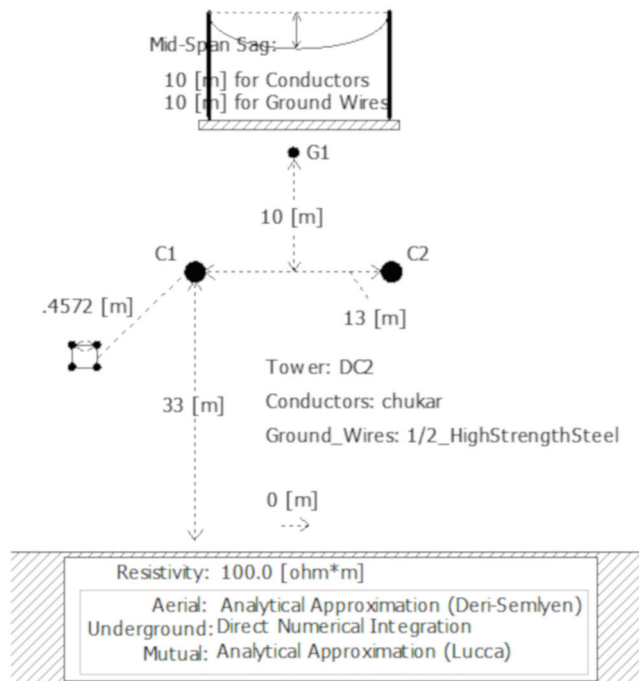 Mid-Span Sag:
10 [m] for Conductors
10 [m] for Ground Wires
G1
10 [m]
C1
C2
.4572 [m]
13 [m]
Tower: DC2
33 [m]
Conductors: chukar
Ground_Wires: 1/2_HighStrengthSteel
0 [m]
Resistivity: 100.0 [ohm*m]
Aerial: Analytical Approximation (Deri-Semlyen)
Underground: Direct Numerical Integration
Mutual: Analytical Approximation (Lucca)